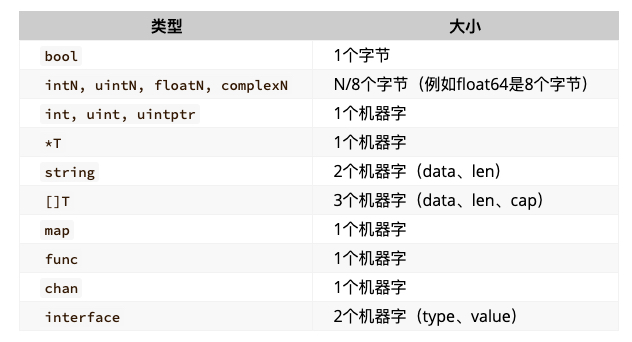 类型 大小
bool 1个字节
intN, uintN, floatN, complexN N/8个字节（例如float64是8个字节）
int, uint, uintptr 1个机器字
*T 1个机器字
string 2个机器字（data、len）
[]T 3个机器字（data、len、cap）
map 1个机器字
func 1个机器字
chan 1个机器字
interface 2个机器字（type、value）